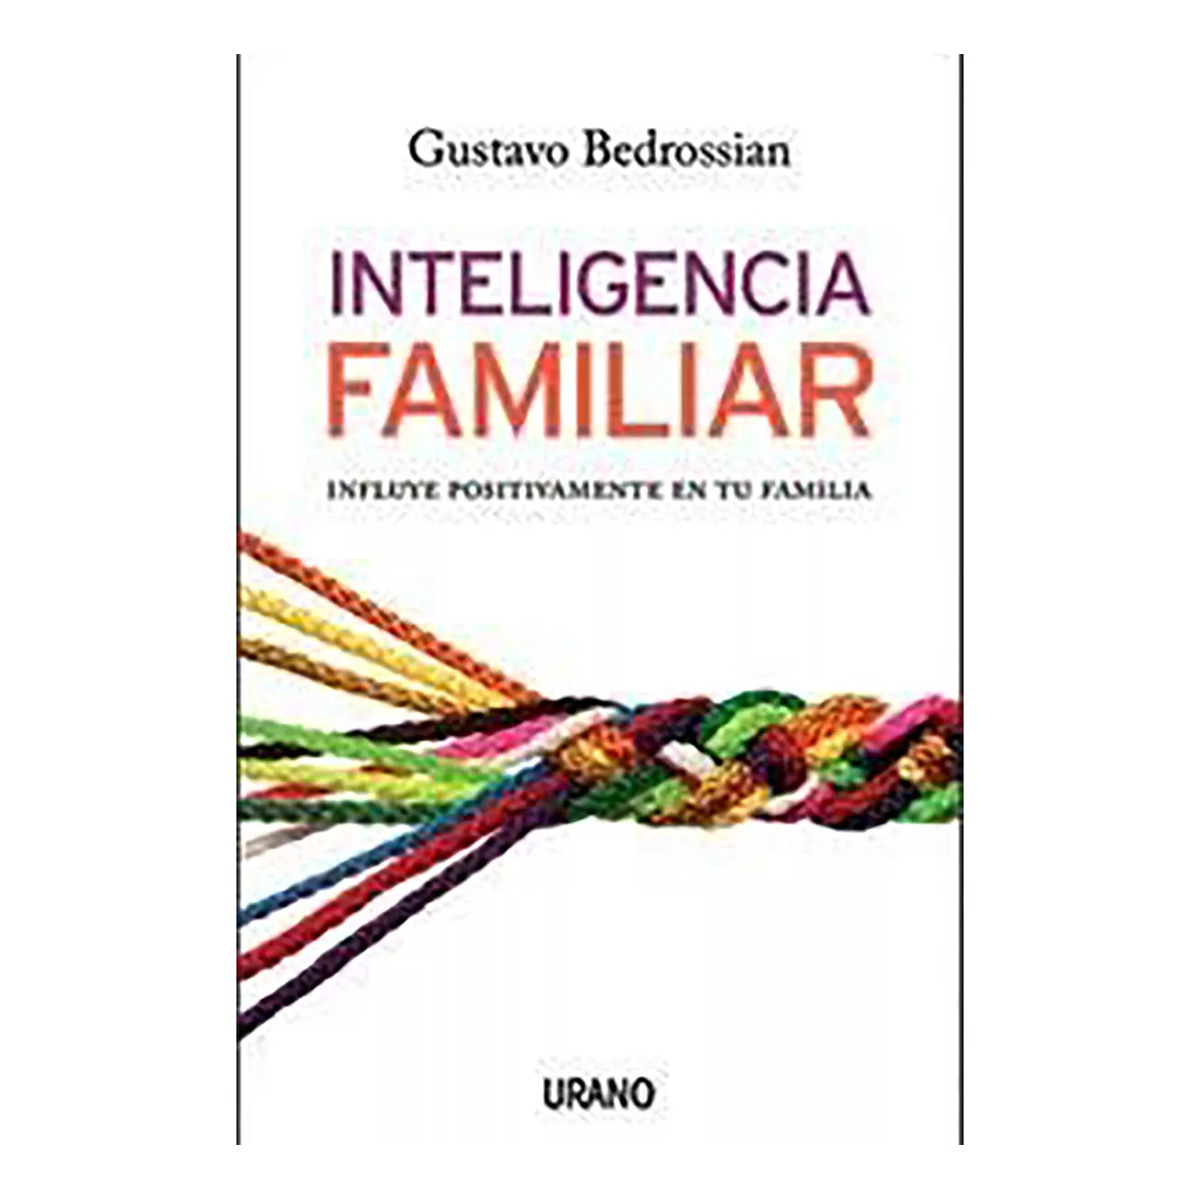 Gustavo Bedrossian
INTELIGENCIA
FAMILIAR
INFLUYE POSITIVAMENTE EN TU FAMILIA
URANO